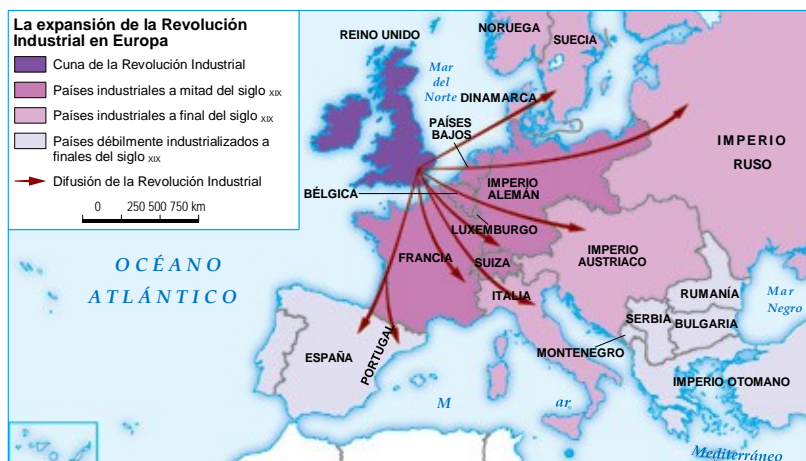 La expansión de la Revolución
Industrial en Europa
Cuna de la Revolución Industrial
Países industriales a mitad del siglo XIX
Países industriales a final del siglo XIX
Países débilmente industrializados a
finales del siglo XIX
Difusión de la Revolución Industrial
0 250 500 750 km
REINO UNIDO
NORUEGA
SUECIA
Mar
del
Norte
DINAMARCA
PAÍSES
BAJOS
IMPERIO
RUSO
BÉLGICA
IMPERIO
ALEMÁN
LUXEMBURGO
OCÉANO
ATLÁNTICO
FRANCIA
SUIZA
IMPERIO
AUSTRIACO
ITALIA
RUMANÍA
Mar
Negro
SERBIA
BULGARIA
MONTENEGRO
ESPAÑA
PORTUGAL
IMPERIO OTOMANO
M ar
Mediterráneo